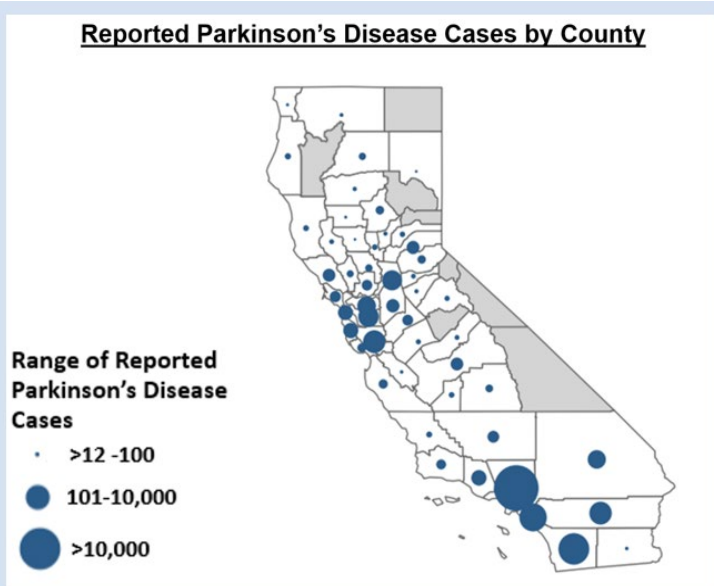 Reported Parkinson's Disease Cases by County
Range of Reported
Parkinson's Disease
Cases
>12 -100
101-10,000
>10,000